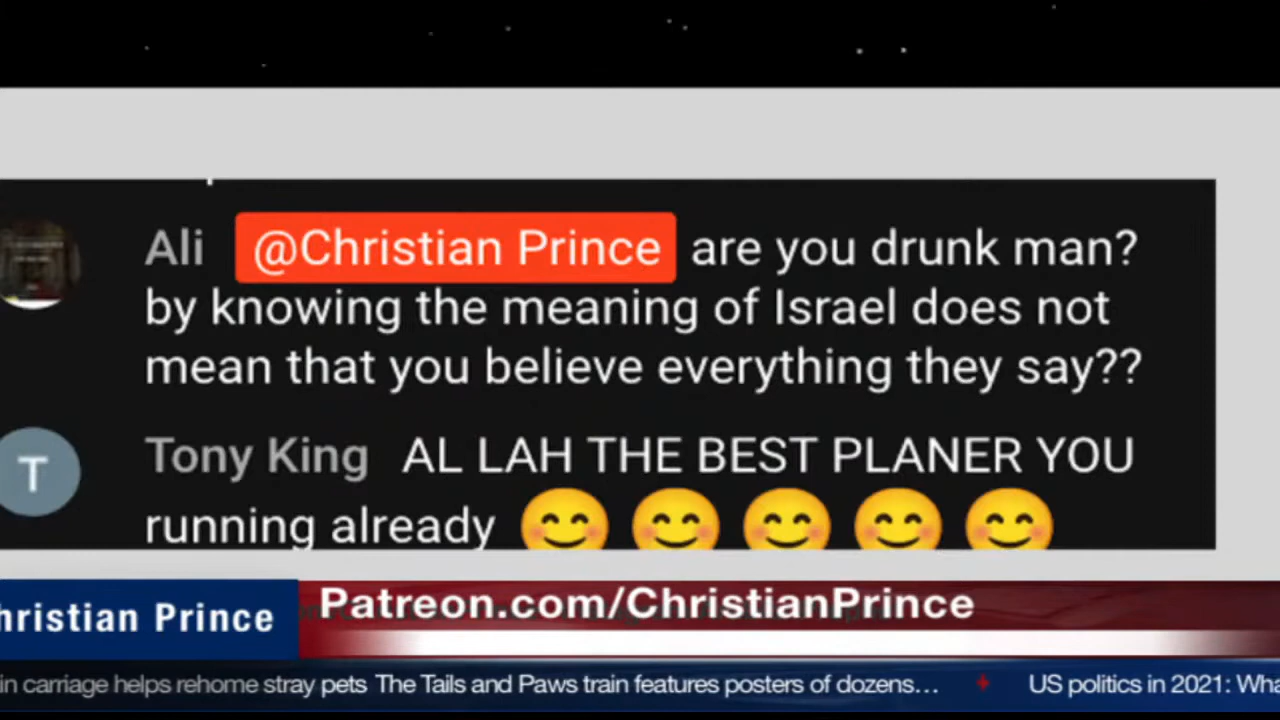 Ali @Christian Prince are you drunk man?
by knowing the meaning of Israel does not
mean that you believe everything they say??
T
Tony King AL LAH THE BEST PLANER YOU
running already 😊😊😊😊😊
hristian Prince
Patreon.com/ChristianPrince
in carriage helps rehome stray pets The Tails and Paws train features posters of dozens... US politics in 2021: Wha